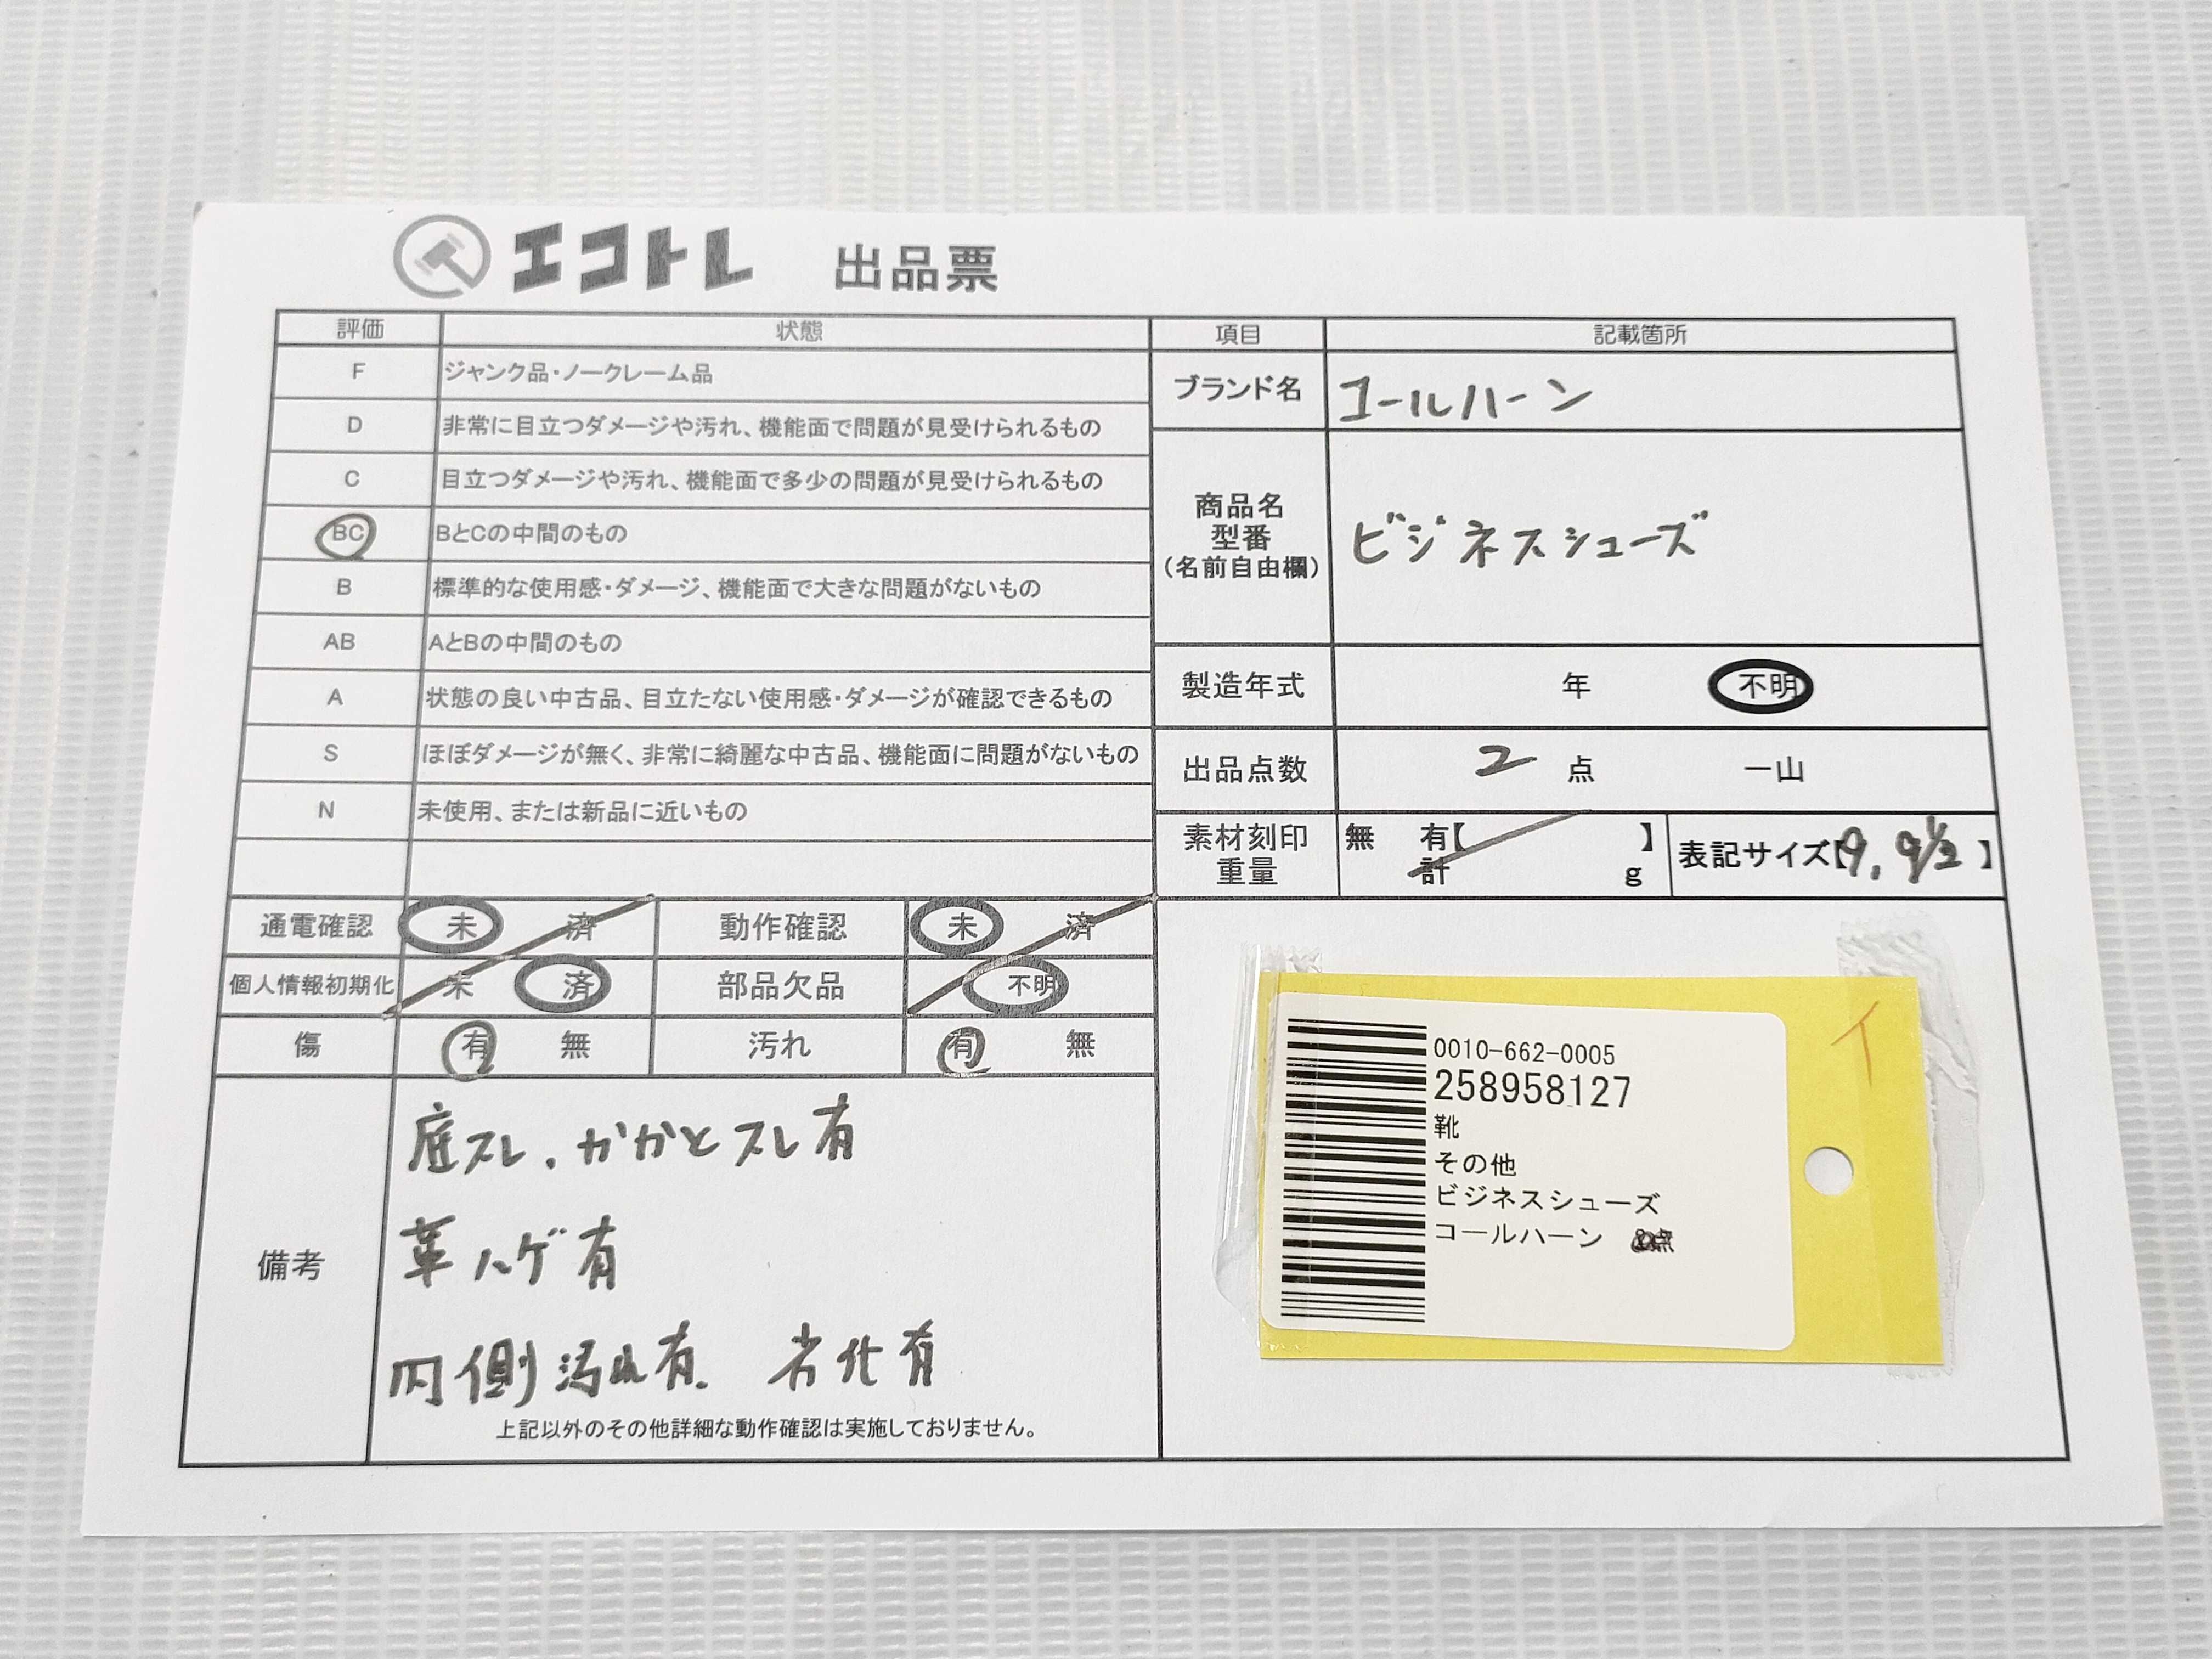 エコトレ 出品票
評価 状態
F ジャンク品・ノークレーム品
D 非常に目立つダメージや汚れ、機能面で問題が見受けられるもの
C 目立つダメージや汚れ、機能面で多少の問題が見受けられるもの
BC BとCの中間のもの
B 標準的な使用感・ダメージ、機能面で大きな問題がないもの
AB AとBの中間のもの
A 状態の良い中古品、目立たない使用感・ダメージが確認できるもの
S ほぼダメージが無く、非常に綺麗な中古品、機能面に問題がないもの
N 未使用、または新品に近いもの
通電確認 未 済 動作確認 未 済
個人情報初期化 未 済 部品欠品 不明
傷 有 無 汚れ 有 無
備考
底スレ、かかとスレ有
革ハゲ有
内側汚れ有、 劣化有
上記以外のその他詳細な動作確認は実施しておりません。
項目 記載箇所
ブランド名 コールハーン
商品名
型番
(名前自由欄)
ビジネスシューズ
製造年式 年 不明
出品点数 2 点 一山
素材刻印 無 有【 】
重量 計 g
表記サイズ【9, 9 1/2】
イ
0010-662-0005
258958127
靴
その他
ビジネスシューズ
コールハーン 点